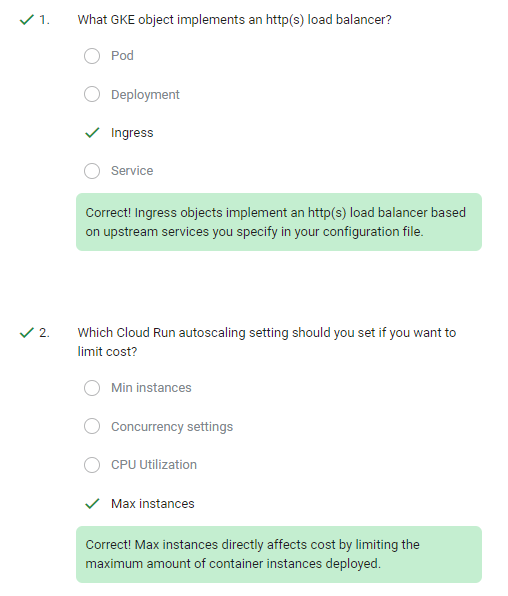 1. What GKE object implements an http(s) load balancer?
Pod
Deployment
Ingress
Service
Correct! Ingress objects implement an http(s) load balancer based
on upstream services you specify in your configuration file.
2. Which Cloud Run autoscaling setting should you set if you want to
limit cost?
Min instances
Concurrency settings
CPU Utilization
Max instances
Correct! Max instances directly affects cost by limiting the
maximum amount of container instances deployed.